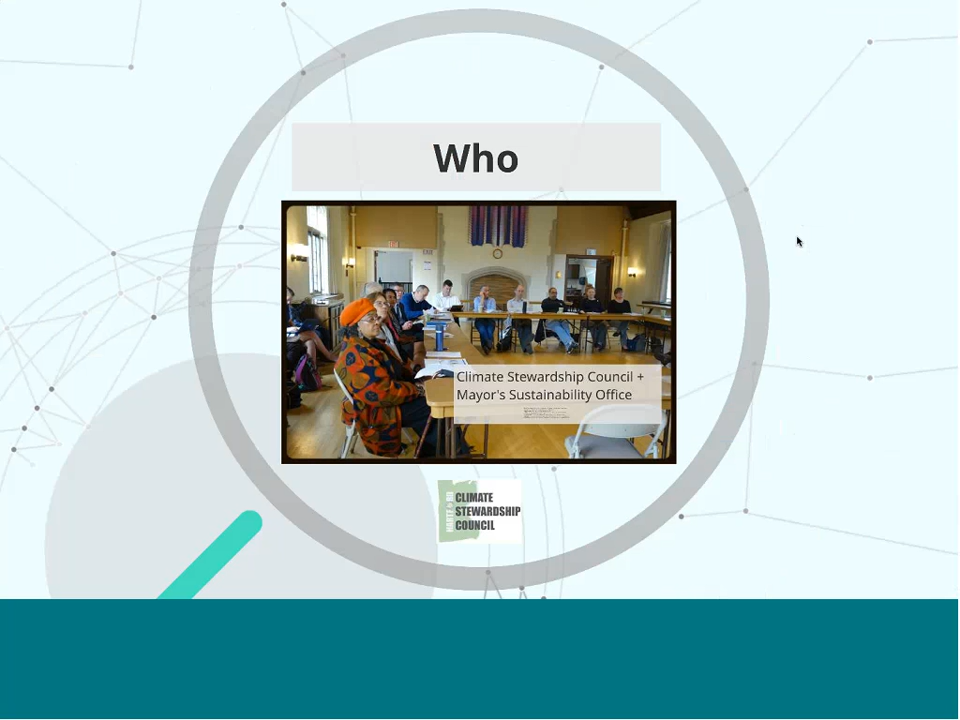 Who
Climate Stewardship Council +
Mayor's Sustainability Office
CLIMATE
STEWARDSHIP
COUNCIL